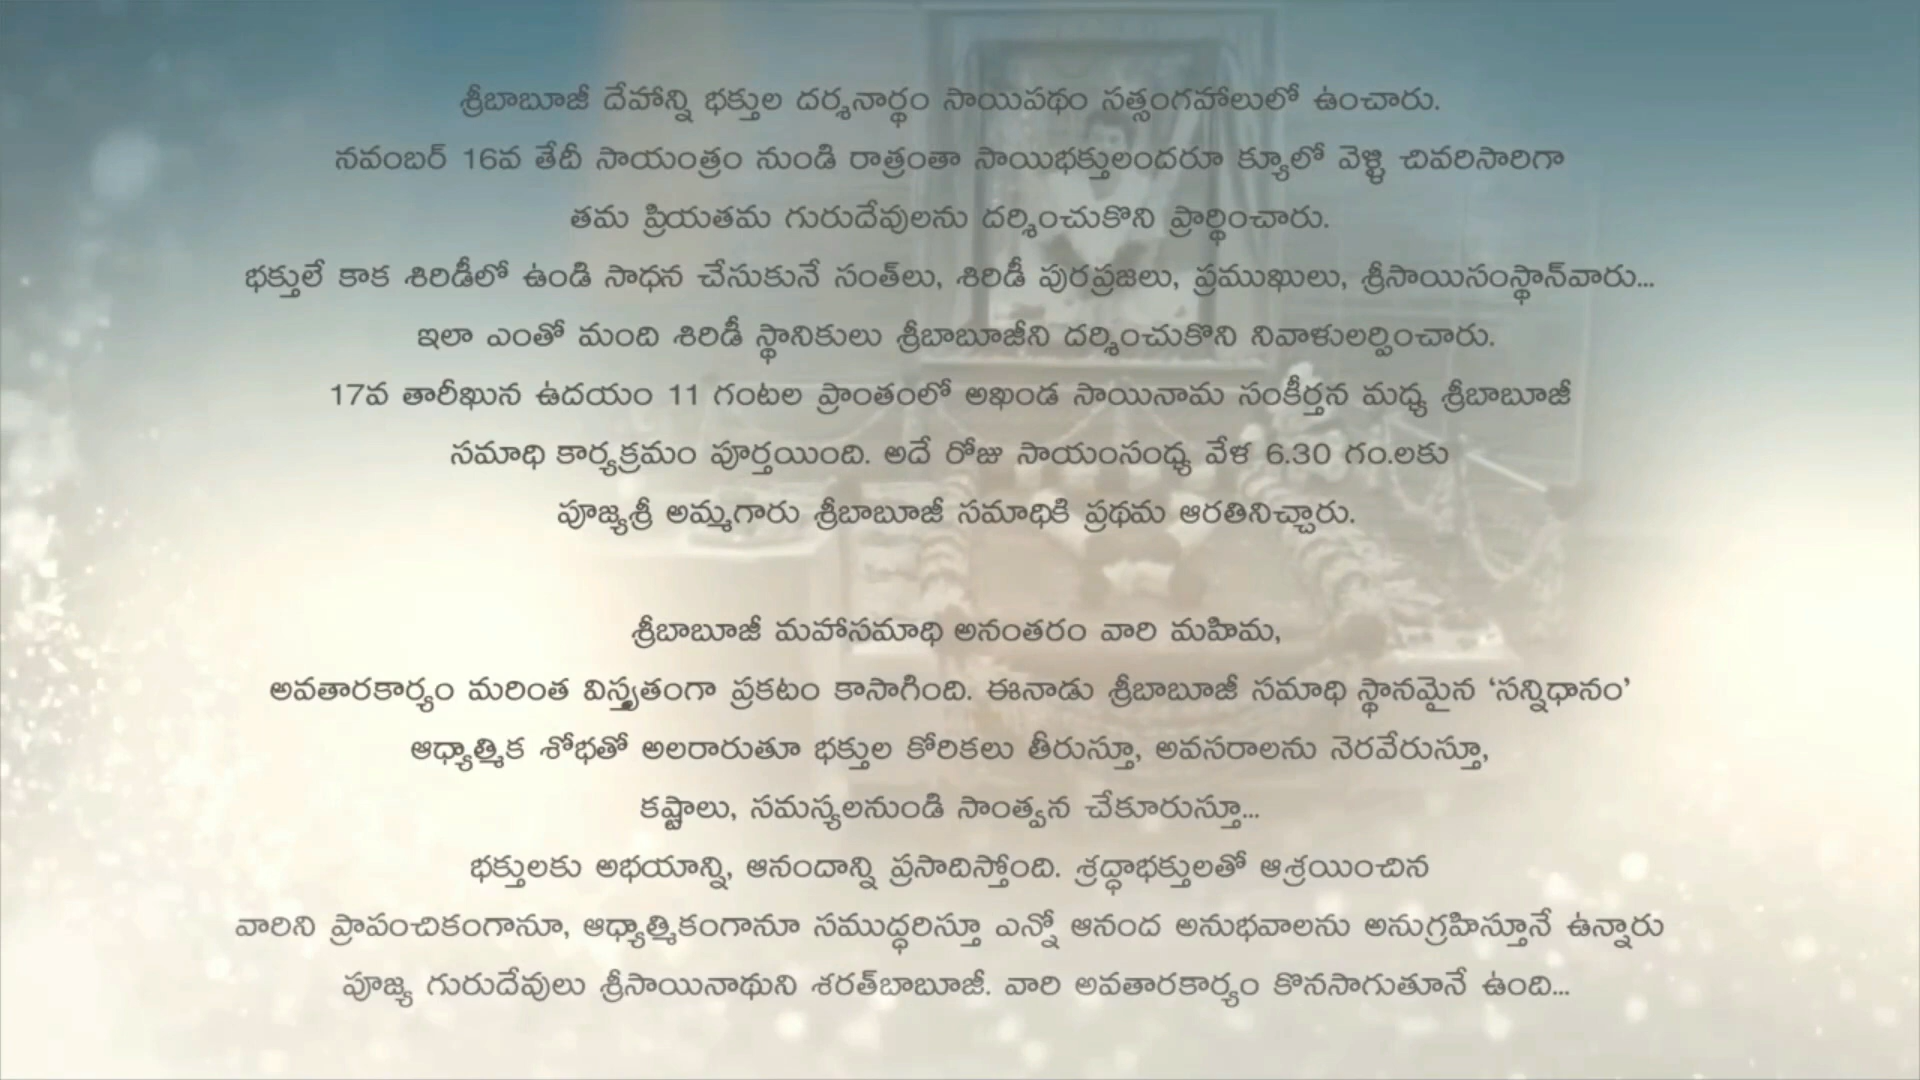 శ్రీబాబూజీ దేహాన్ని భక్తుల దర్శనార్థం సాయిపథం సత్సంగహాలులో ఉంచారు.
నవంబర్ 16వ తేదీ సాయంత్రం నుండి రాత్రంతా సాయిభక్తులందరూ క్యూలో వెళ్ళి చివరిసారిగా
తమ ప్రియతమ గురుదేవులను దర్శించుకొని ప్రార్థించారు.
భక్తులే కాక శిరిడీలో ఉండి సాధన చేసుకునే సంత్‌లు, శిరిడీ పురప్రజలు, ప్రముఖులు, శ్రీసాయిసంస్థాన్‌వారు...
ఇలా ఎంతో మంది శిరిడీ స్థానికులు శ్రీబాబూజీని దర్శించుకొని నివాళులర్పించారు.
17వ తారీఖున ఉదయం 11 గంటల ప్రాంతంలో అఖండ సాయినామ సంకీర్తన మధ్య శ్రీబాబూజీ
సమాధి కార్యక్రమం పూర్తయింది. అదే రోజు సాయంసంధ్య వేళ 6.30 గం.లకు
పూజ్యశ్రీ అమ్మగారు శ్రీబాబూజీ సమాధికి ప్రథమ ఆరతినిచ్చారు.
శ్రీబాబూజీ మహాసమాధి అనంతరం వారి మహిమ,
అవతారకార్యం మరింత విస్తృతంగా ప్రకటం కాసాగింది. ఈనాడు శ్రీబాబూజీ సమాధి స్థానమైన ‘సన్నిధానం’
ఆధ్యాత్మిక శోభతో అలరారుతూ భక్తుల కోరికలు తీరుస్తూ, అవసరాలను నెరవేరుస్తూ,
కష్టాలు, సమస్యలనుండి సాంత్వన చేకూరుస్తూ...
భక్తులకు అభయాన్ని, ఆనందాన్ని ప్రసాదిస్తోంది. శ్రద్ధాభక్తులతో ఆశ్రయించిన
వారిని ప్రాపంచికంగానూ, ఆధ్యాత్మికంగానూ సముద్ధరిస్తూ ఎన్నో ఆనంద అనుభవాలను అనుగ్రహిస్తూనే ఉన్నారు
పూజ్య గురుదేవులు శ్రీసాయినాథుని శరత్‌బాబూజీ. వారి అవతారకార్యం కొనసాగుతూనే ఉంది...